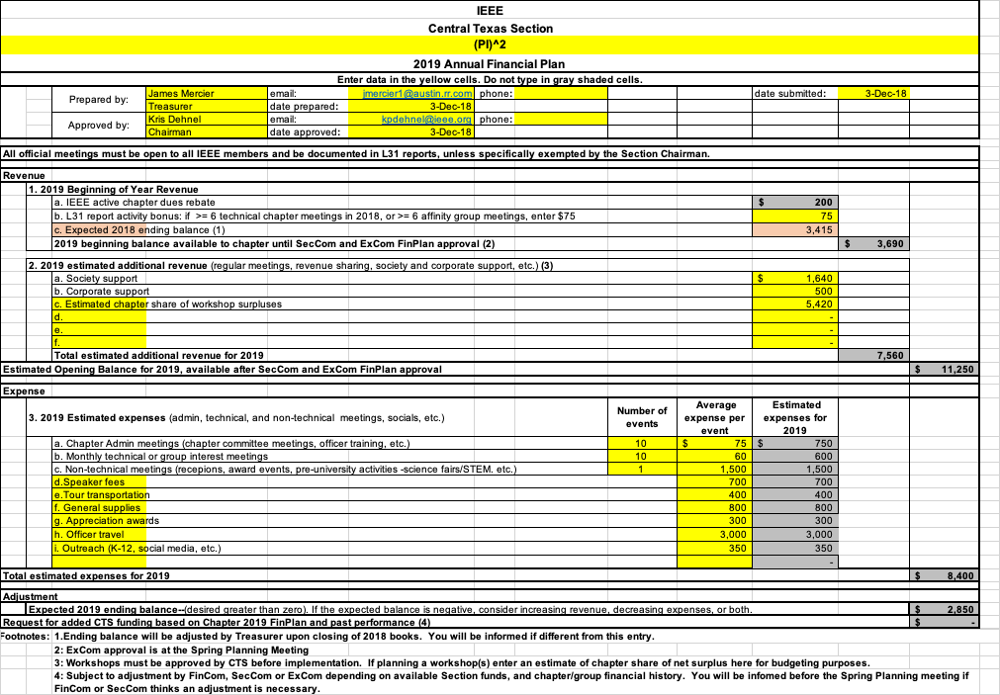 IEEE
Central Texas Section
(PI)^2
2019 Annual Financial Plan
Enter data in the yellow cells. Do not type in gray shaded cells.
Prepared by: James Mercier email: jmercier1@austin.rr.com phone: date submitted: 3-Dec-18
Treasurer date prepared: 3-Dec-18
Approved by: Kris Dehnel email: kpdehnel@ieee.org phone:
Chairman date approved: 3-Dec-18
All official meetings must be open to all IEEE members and be documented in L31 reports, unless specifically exempted by the Section Chairman.
Revenue
1. 2019 Beginning of Year Revenue
a. IEEE active chapter dues rebate $ 200
b. L31 report activity bonus: if >= 6 technical chapter meetings in 2018, or >= 6 affinity group meetings, enter $75 75
c. Expected 2018 ending balance (1) 3,415
2019 beginning balance available to chapter until SecCom and ExCom FinPlan approval (2) $ 3,690
2. 2019 estimated additional revenue (regular meetings, revenue sharing, society and corporate support, etc.) (3)
a. Society support $ 1,640
b. Corporate support 500
c. Estimated chapter share of workshop surpluses 5,420
d. -
e. -
f. -
Total estimated additional revenue for 2019 7,560
Estimated Opening Balance for 2019, available after SecCom and ExCom FinPlan approval $ 11,250
Expense
3. 2019 Estimated expenses (admin, technical, and non-technical meetings, socials, etc.) Number of events Average expense per event Estimated expenses for 2019
a. Chapter Admin meetings (chapter committee meetings, officer training, etc.) 10 $ 75 $ 750
b. Monthly technical or group interest meetings 10 60 600
c. Non-technical meetings (recepions, award events, pre-university activities -science fairs/STEM. etc.) 1 1,500 1,500
d.Speaker fees 700 700
e.Tour transportation 400 400
f. General supplies 800 800
g. Appreciation awards 300 300
h. Officer travel 3,000 3,000
i. Outreach (K-12, social media, etc.) 350 350
-
Total estimated expenses for 2019 $ 8,400
Adjustment
Expected 2019 ending balance--(desired greater than zero). If the expected balance is negative, consider increasing revenue, decreasing expenses, or both. $ 2,850
Request for added CTS funding based on Chapter 2019 FinPlan and past performance (4) $ -
Footnotes: 1.Ending balance will be adjusted by Treasurer upon closing of 2018 books. You will be informed if different from this entry.
2: ExCom approval is at the Spring Planning Meeting
3: Workshops must be approved by CTS before implementation. If planning a workshop(s) enter an estimate of chapter share of net surplus here for budgeting purposes.
4: Subject to adjustment by FinCom, SecCom or ExCom depending on available Section funds, and chapter/group financial history. You will be infomed before the Spring Planning meeting if
FinCom or SecCom thinks an adjustment is necessary.